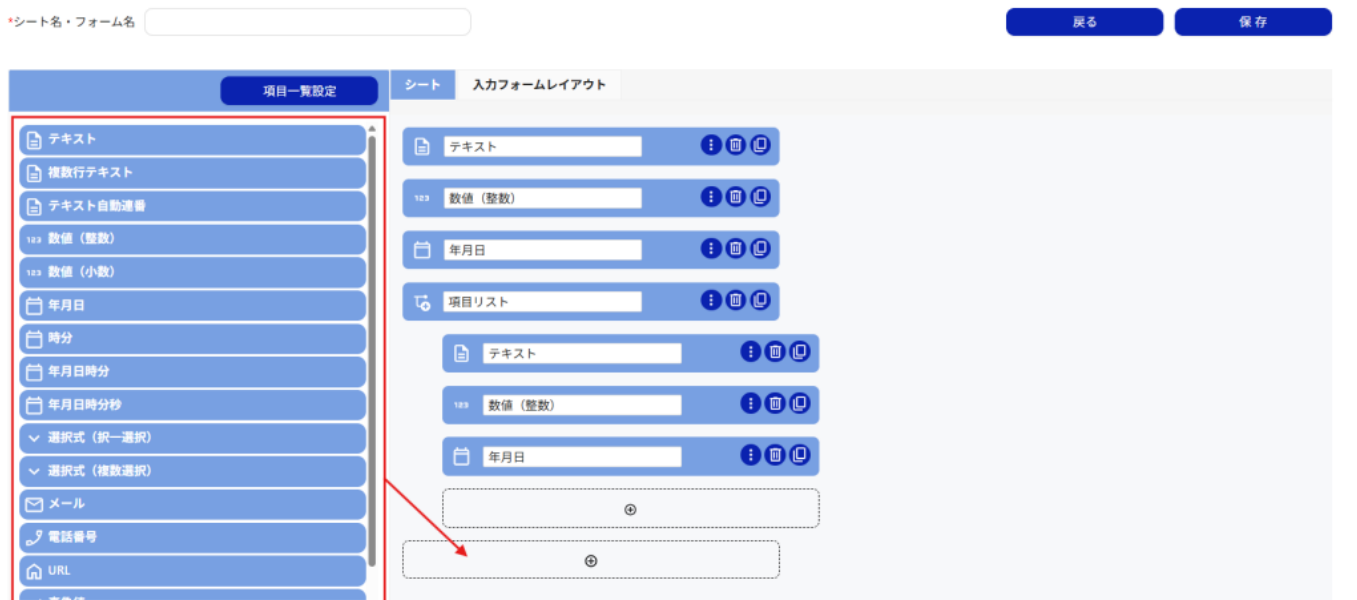 *シート名・フォーム名
戻る
保存
項目一覧設定
シート
入力フォームレイアウト
テキスト
複数行テキスト
テキスト自動連番
123 数値（整数）
123 数値（小数）
年月日
時分
年月日時分
年月日時分秒
選択式（択一選択）
選択式（複数選択）
メール
電話番号
URL
テキスト
123 数値（整数）
年月日
項目リスト
テキスト
123 数値（整数）
年月日